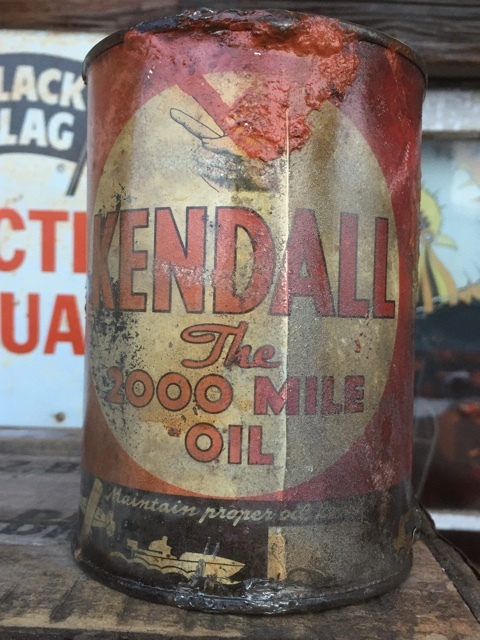 KENDALL
The
2000 MILE
OIL
Maintain proper oil
LACK
LAG
CTI
UA